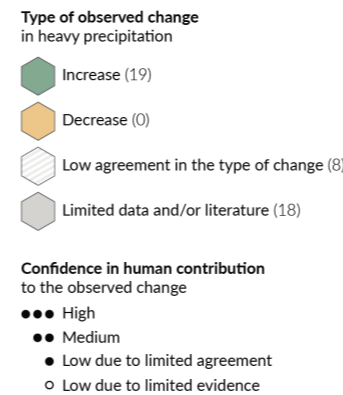 Type of observed change
in heavy precipitation
Increase (19)
Decrease (0)
Low agreement in the type of change (8)
Limited data and/or literature (18)
Confidence in human contribution
to the observed change
●●● High
●● Medium
● Low due to limited agreement
○ Low due to limited evidence